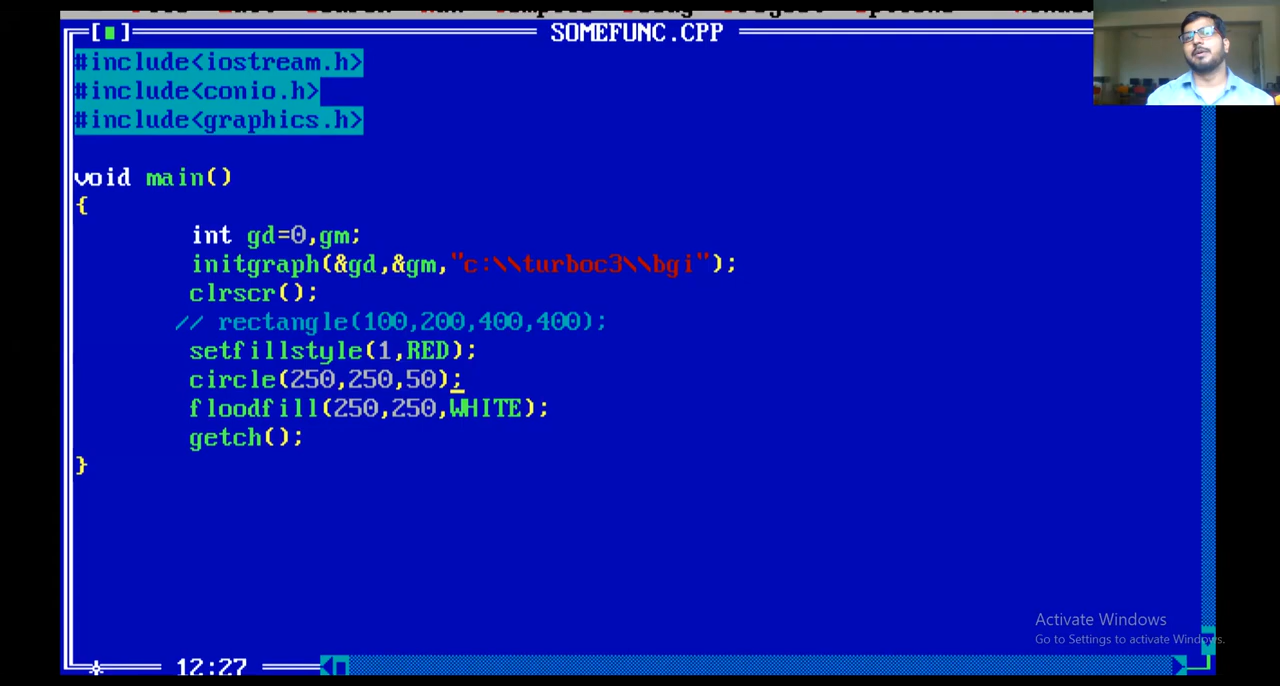 [■] SOMEFUNC.CPP
#include<iostream.h>
#include<conio.h>
#include<graphics.h>
void main()
{
int gd=0,gm;
initgraph(&gd,&gm,"c:\\turboc3\\bgi");
clrscr();
// rectangle(100,200,400,400);
setfillstyle(1,RED);
circle(250,250,50);
floodfill(250,250,WHITE);
getch();
}
Activate Windows
Go to Settings to activate Windows.
12:27